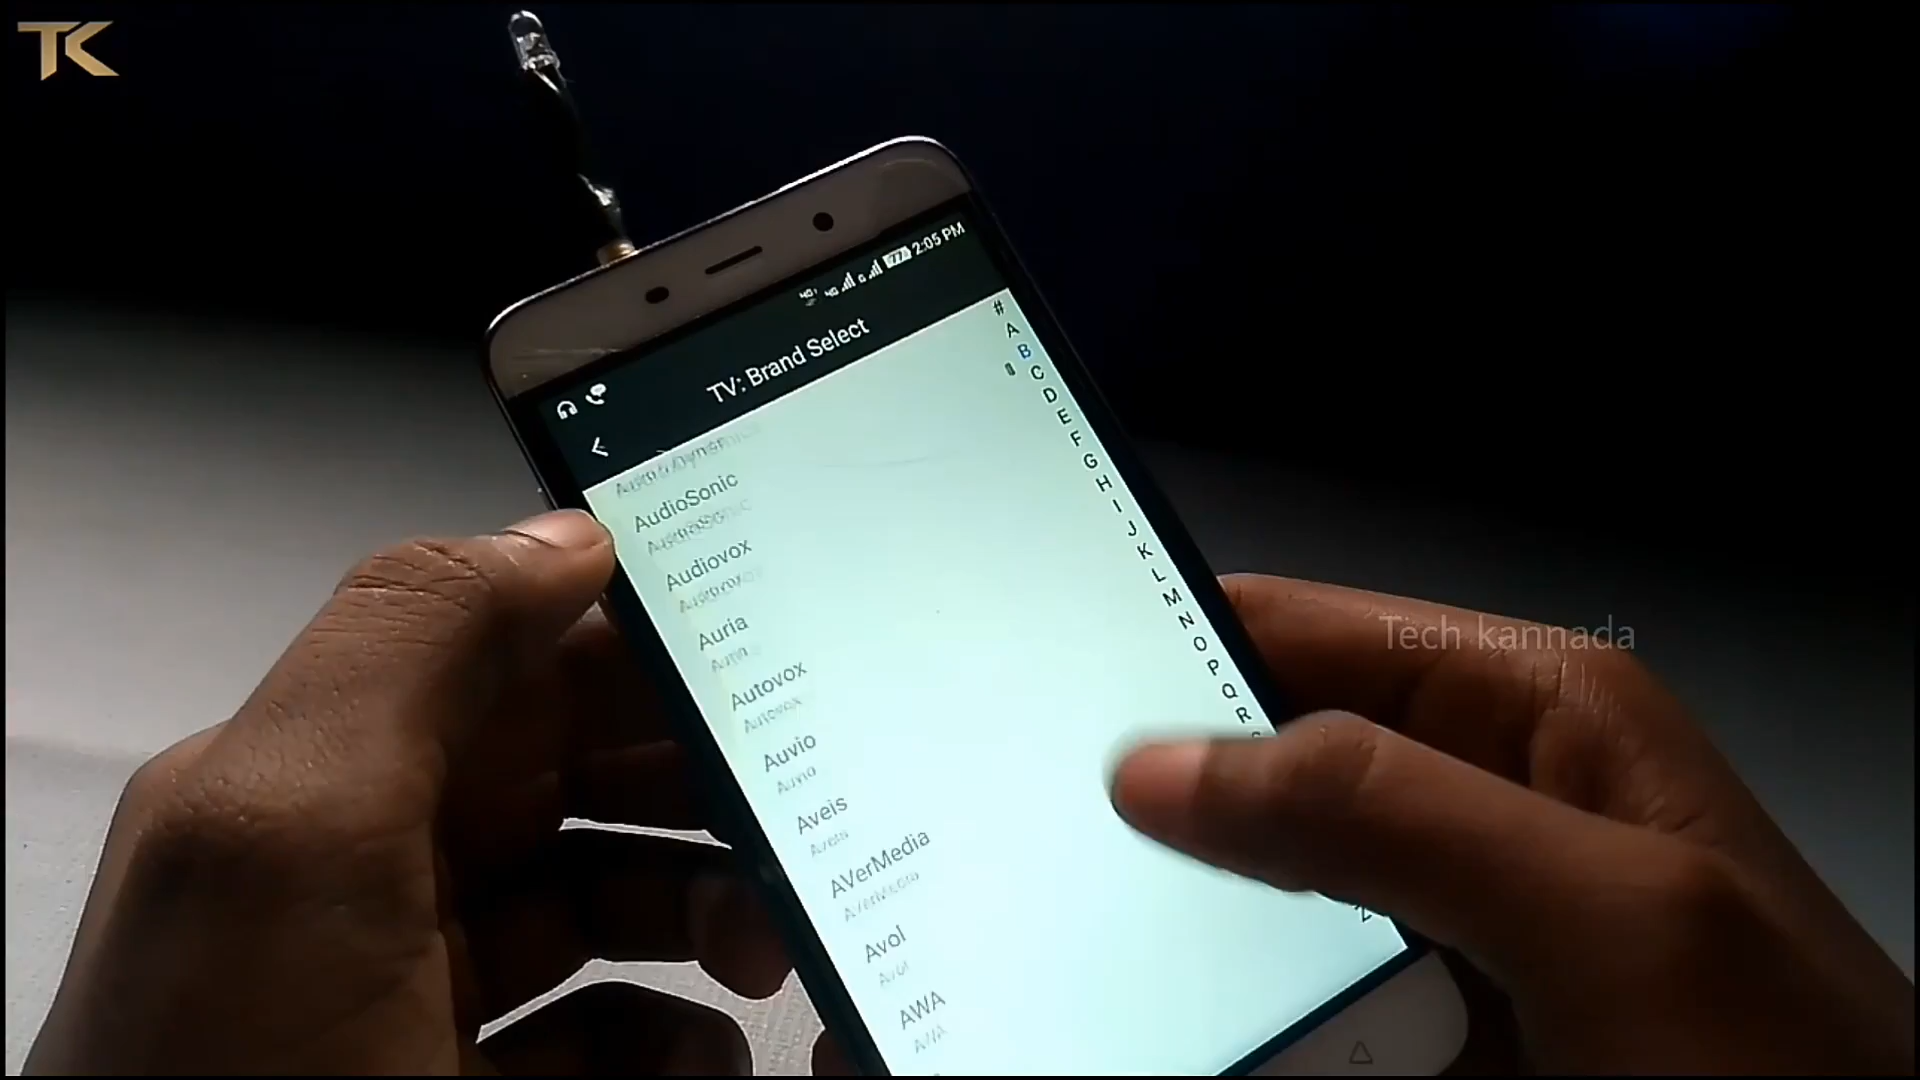 TK
2:05 PM
TV: Brand Select
AudioSonic
Audiovox
Auria
Autovox
Auvio
Aveis
AVerMedia
Avol
AWA
#
A
B
C
D
E
F
G
H
I
J
K
L
M
N
O
P
Q
R
Z
Tech kannada